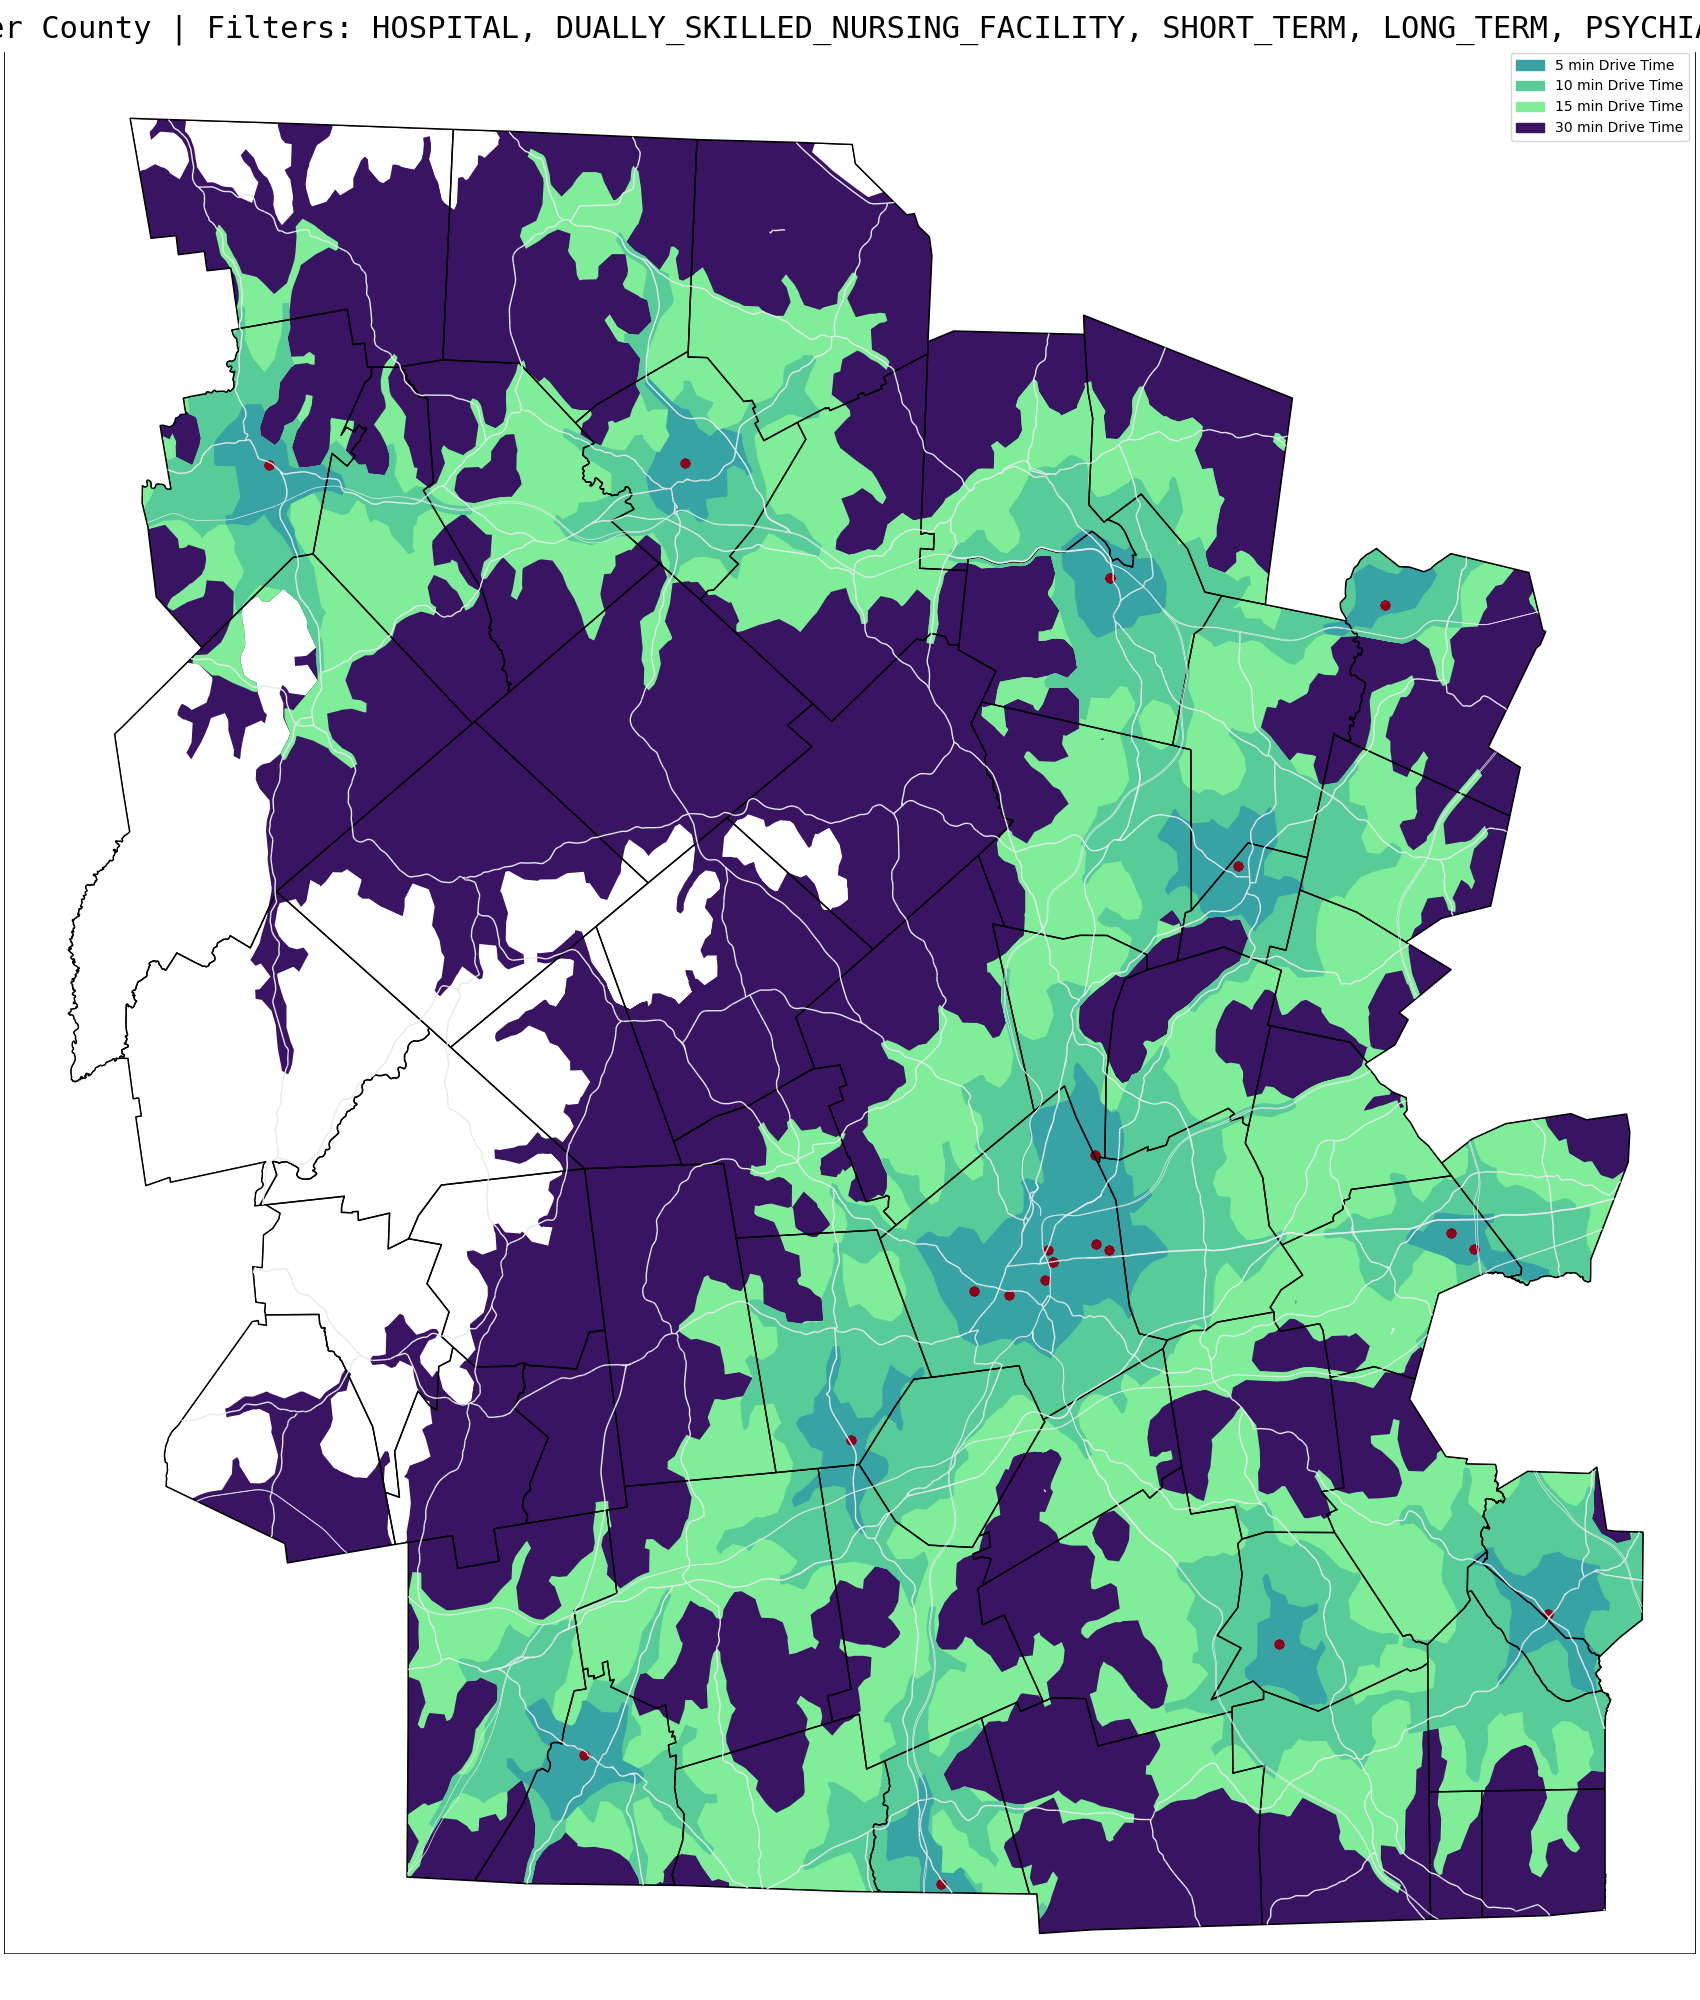 er County | Filters: HOSPITAL, DUALLY_SKILLED_NURSING_FACILITY, SHORT_TERM, LONG_TERM, PSYCHIA
5 min Drive Time
10 min Drive Time
15 min Drive Time
30 min Drive Time